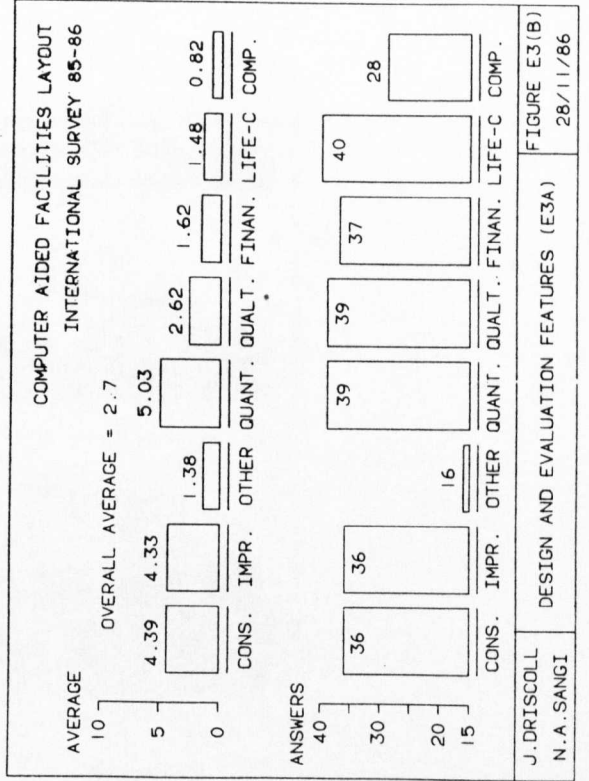 COMPUTER AIDED FACILITIES LAYOUT
INTERNATIONAL SURVEY 85-86
AVERAGE
OVERALL AVERAGE = 2.7
10
5
0
4.39 4.33 1.38 5.03 2.62 1.62 1.48 0.82
CONS. IMPR. OTHER QUANT. QUALT. FINAN. LIFE-C COMP.
ANSWERS
40
30
20
15
36 36 16 39 39 37 40 28
CONS. IMPR. OTHER QUANT. QUALT. FINAN. LIFE-C COMP.
J.DRISCOLL
N.A.SANGI
DESIGN AND EVALUATION FEATURES (E3A)
FIGURE E3(B)
28/11/86